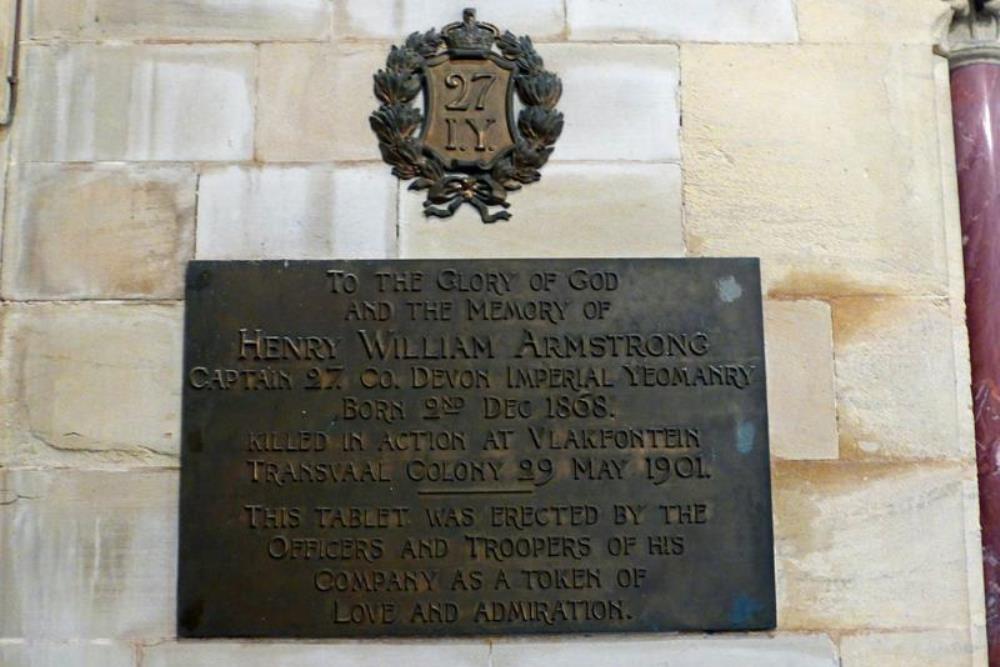 27
I.Y.
To the Glory of God
and the Memory of
Henry William Armstrong
Captain 27 Co. Devon Imperial Yeomanry
Born 2nd Dec 1868.
killed in action at Vlakfontein
Transvaal Colony 29 May 1901.
This tablet was erected by the
Officers and Troopers of his
Company as a token of
Love and admiration.